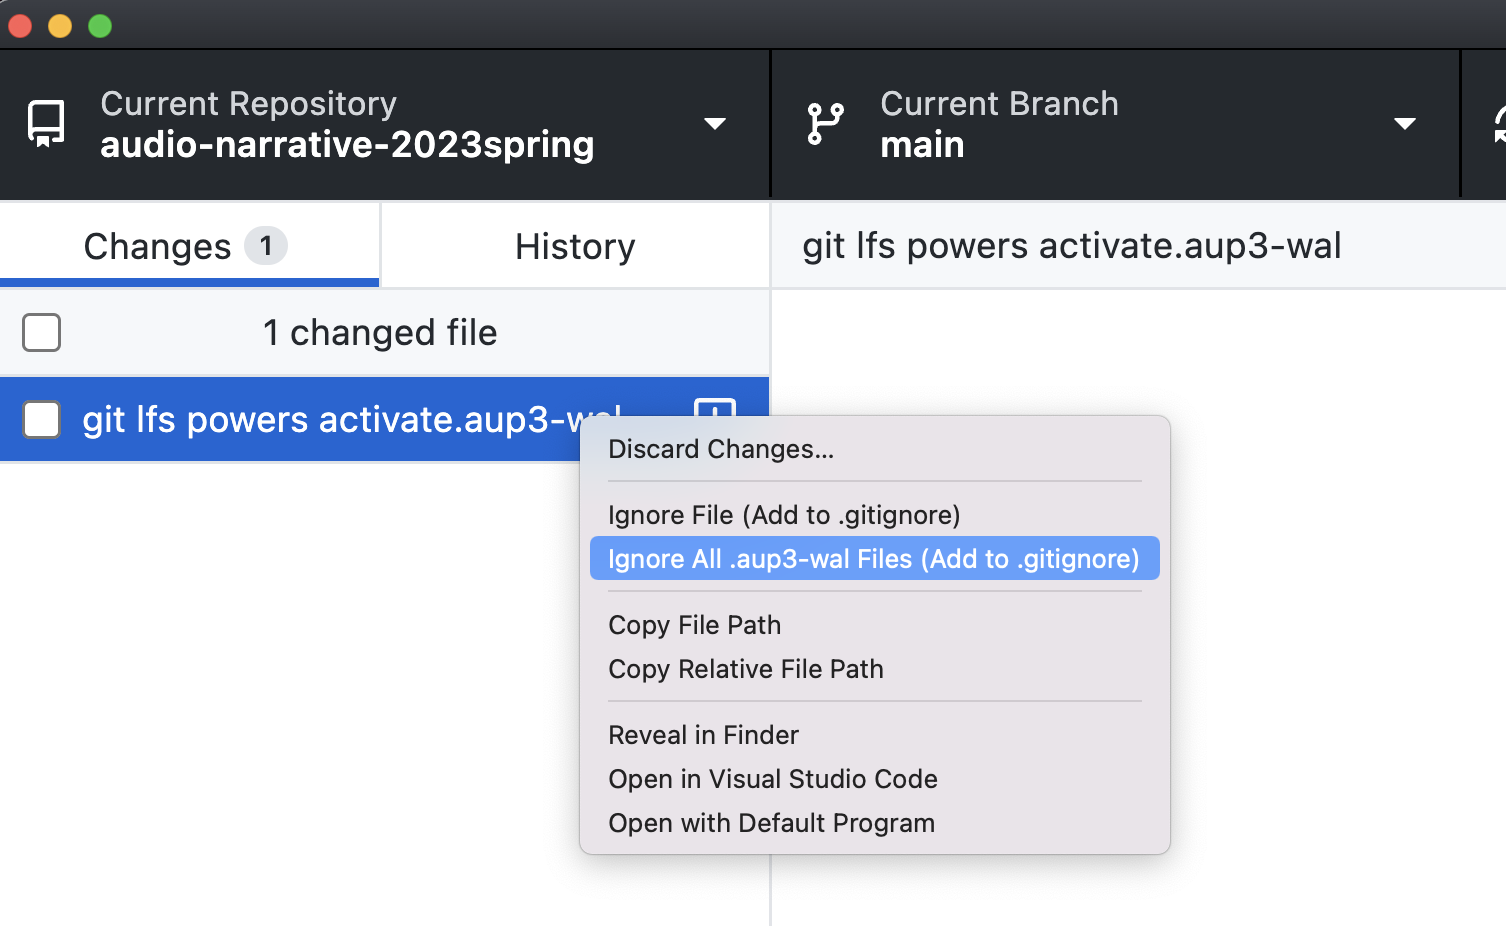 Current Repository
audio-narrative-2023spring
Current Branch
main
Changes 1
History
git lfs powers activate.aup3-wal
1 changed file
git lfs powers activate.aup3-wal
Discard Changes...
Ignore File (Add to .gitignore)
Ignore All .aup3-wal Files (Add to .gitignore)
Copy File Path
Copy Relative File Path
Reveal in Finder
Open in Visual Studio Code
Open with Default Program